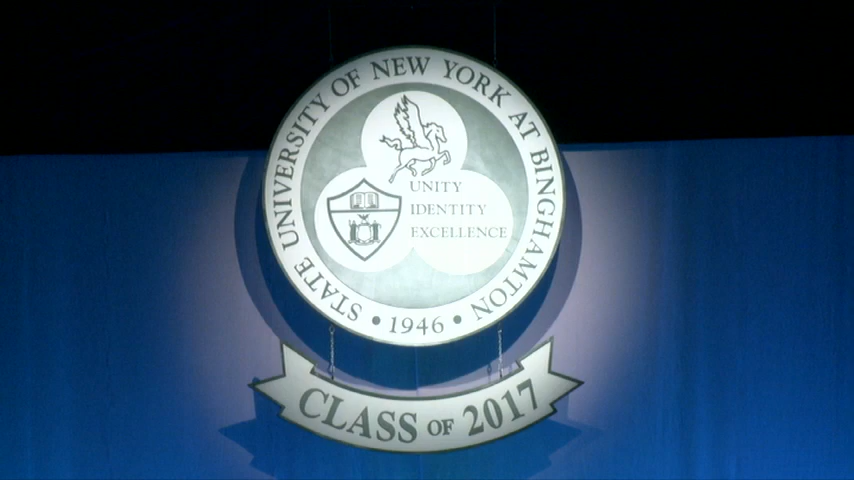 STATE UNIVERSITY OF NEW YORK AT BINGHAMTON
UNITY
IDENTITY
EXCELLENCE
• 1946 •
CLASS OF 2017